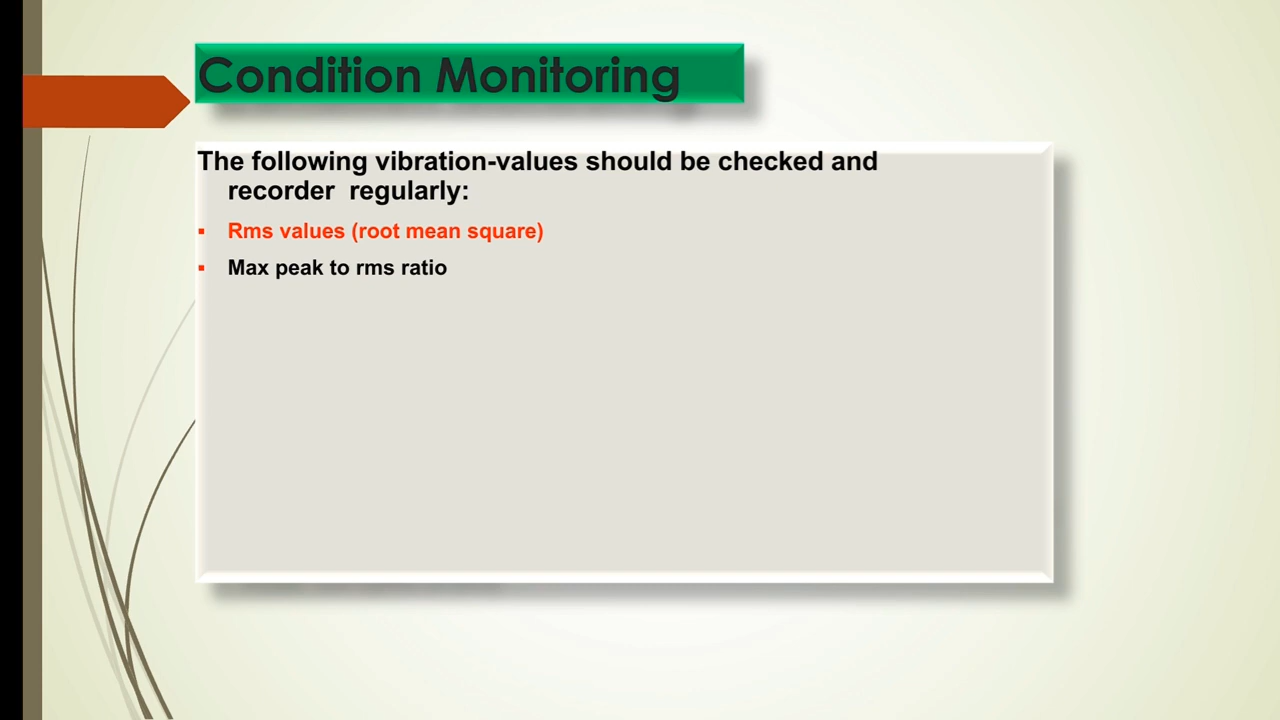 Condition Monitoring
The following vibration-values should be checked and
recorder  regularly:
▪ Rms values (root mean square)
▪ Max peak to rms ratio